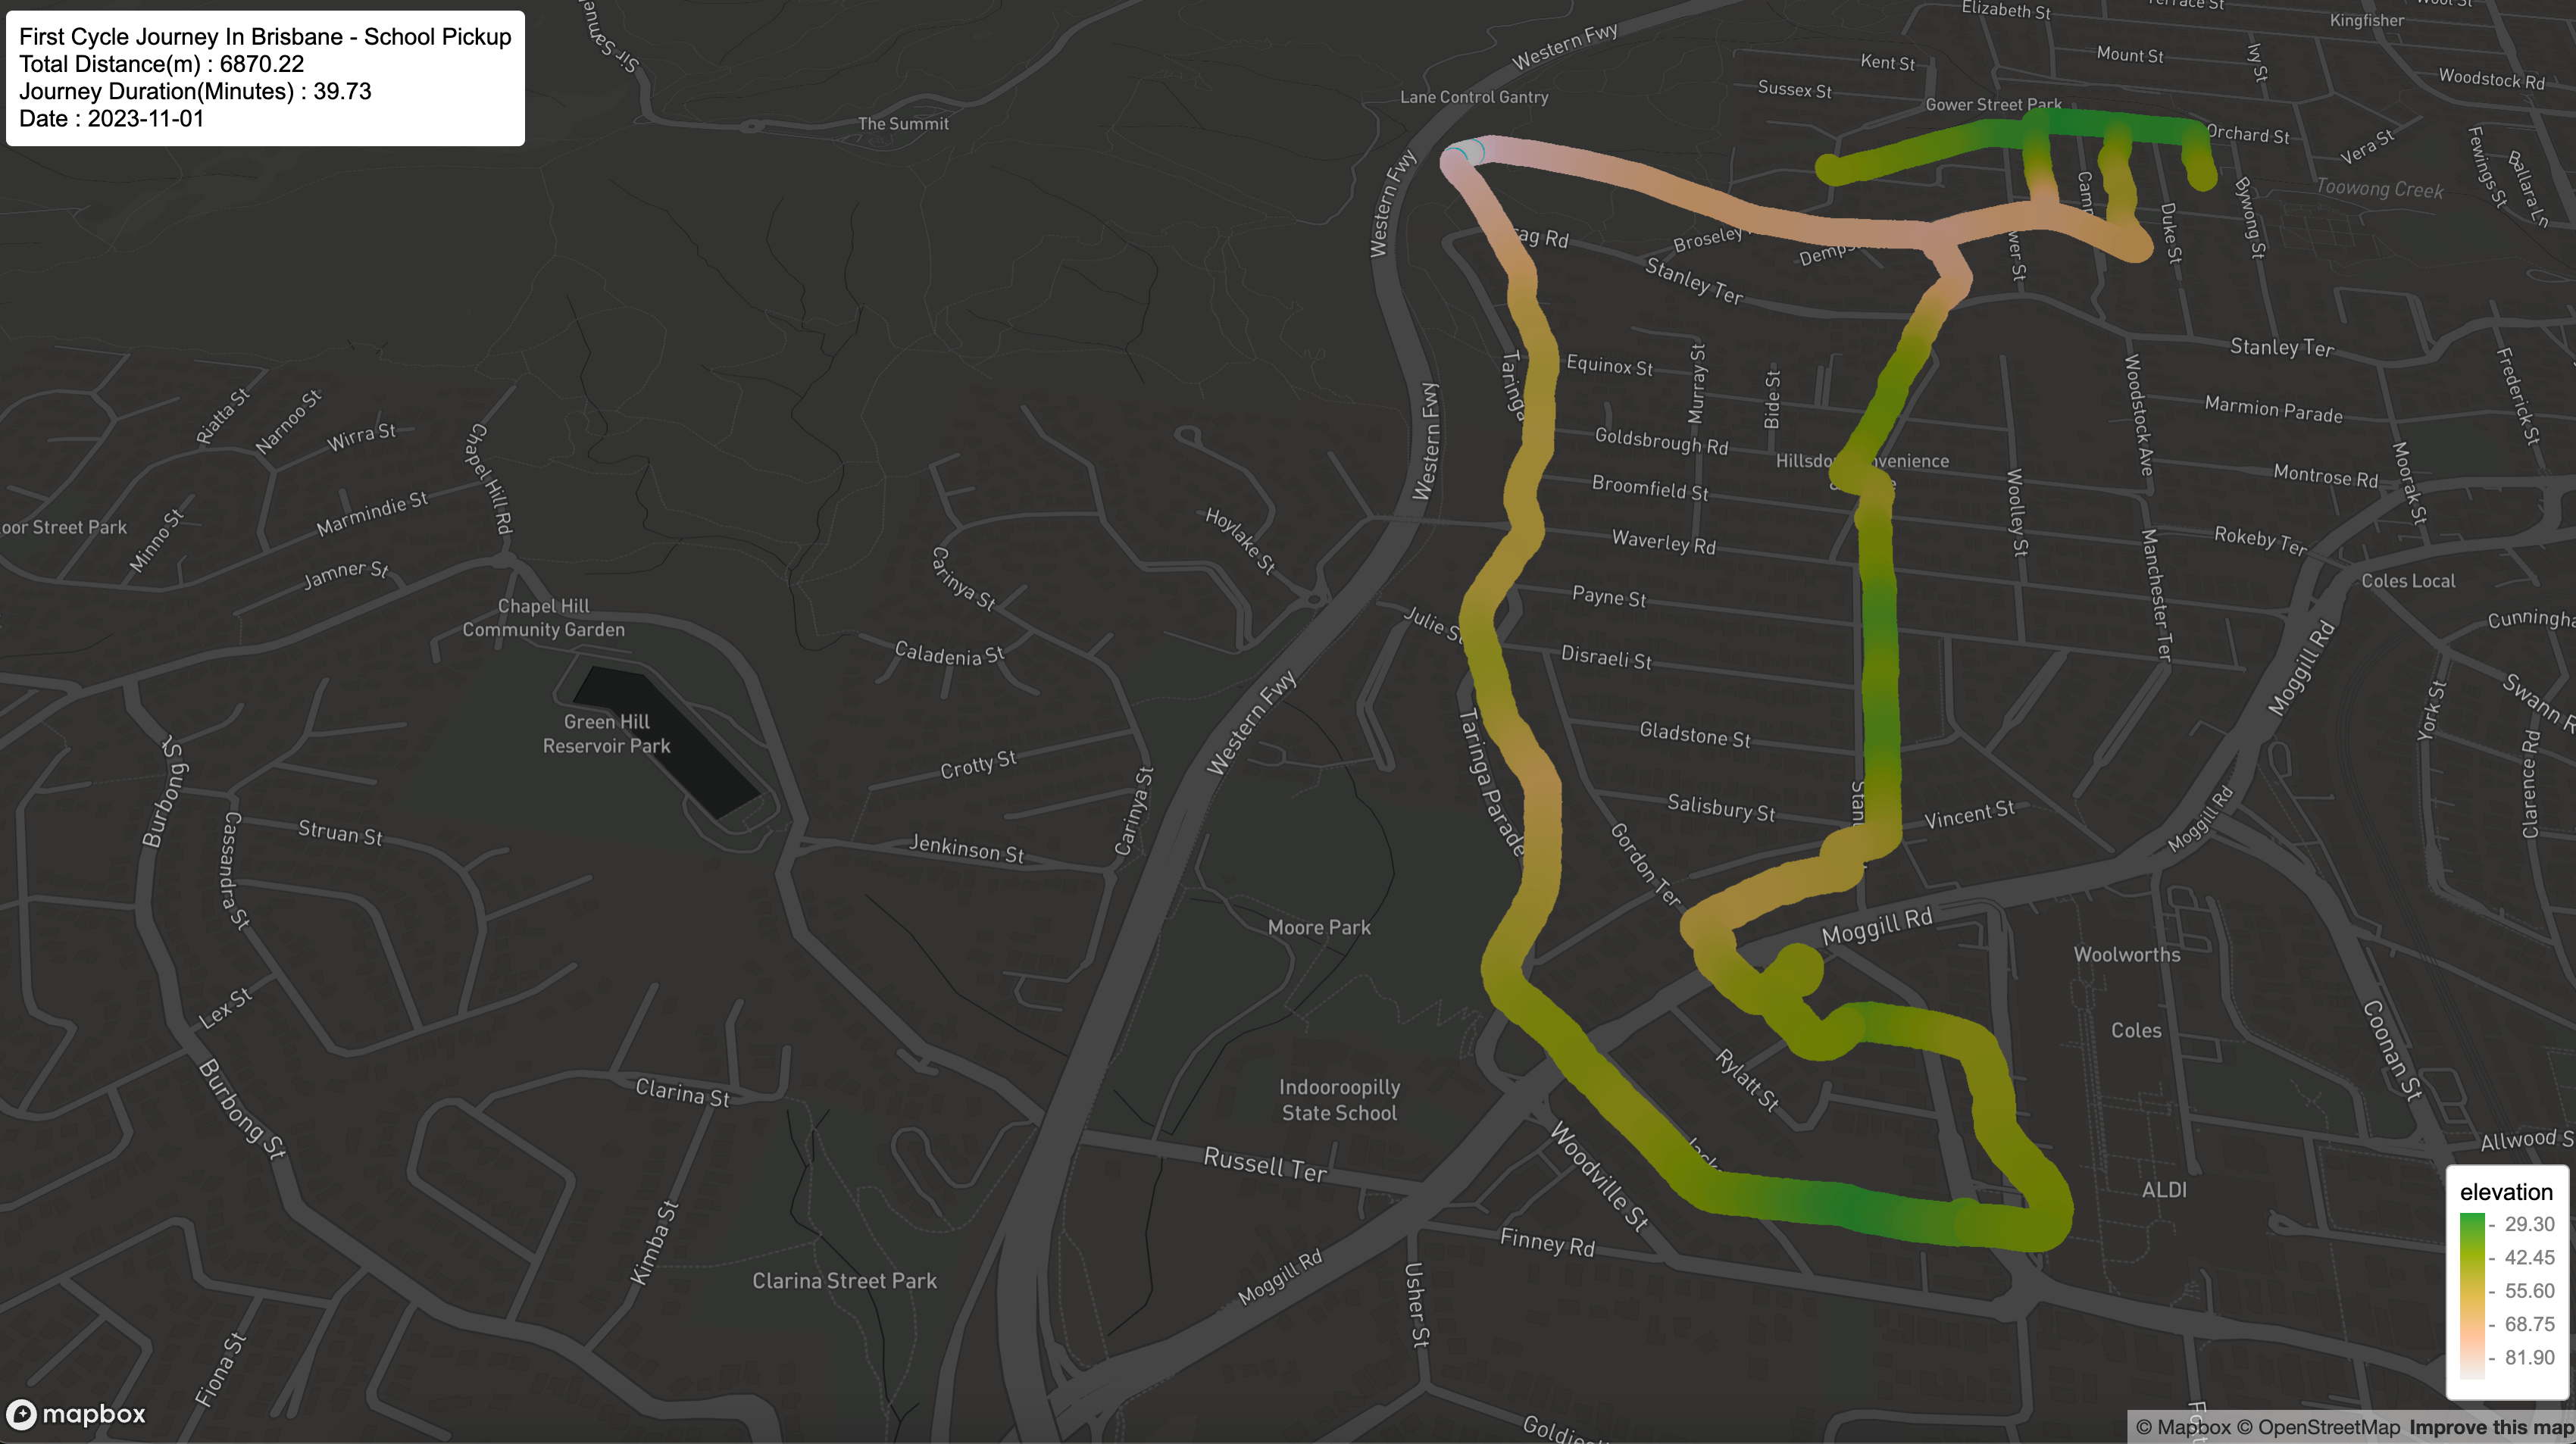 First Cycle Journey In Brisbane - School Pickup
Total Distance(m) : 6870.22
Journey Duration(Minutes) : 39.73
Date : 2023-11-01
Western Fwy
Elizabeth St
Terrace St
Kingfisher
Kent St
Mount St
Ivy St
Woodstock Rd
Sussex St
Lane Control Gantry
Gower Street Park
The Summit
Orchard St
Vera St
Fewings St
Ballara Ln
Toowong Creek
Western Fwy
Duke St
Bywong St
Broseley
Stanley Ter
Equinox St
Murray St
Bide St
Taringa
Stanley Ter
Woodstock Ave
Frederick St
Marmion Parade
Riatta St
Narnoo St
Wirra St
Chapel Hill Rd
Western Fwy
Goldsbrough Rd
Montrose Rd
Moorak St
Broomfield St
Woolley St
Marmindie St
oor Street Park
Minno St
Hoylake St
Waverley Rd
Rokeby Ter
Manchester Ter
Jamner St
Carinya St
Payne St
Coles Local
Chapel Hill
Community Garden
Julie St
Caladenia St
Disraeli St
Moggill Rd
Swann R
York St
Green Hill
Reservoir Park
Western Fwy
Gladstone St
Taringa Parade
Crotty St
Carinya St
Clarence Rd
Burbong St
Salisbury St
Vincent St
Moggill Rd
Cassandra St
Struan St
Jenkinson St
Gordon Ter
Moore Park
Moggill Rd
Woolworths
Lex St
Coles
Coonan St
Burbong St
Clarina St
Indooroopilly
State School
Rylatt St
Allwood S
Russell Ter
Woodville St
ALDI
Kimba St
Finney Rd
Clarina Street Park
Moggill Rd
Usher St
Fiona St
elevation
- 29.30
- 42.45
- 55.60
- 68.75
- 81.90
mapbox
© Mapbox © OpenStreetMap Improve this map